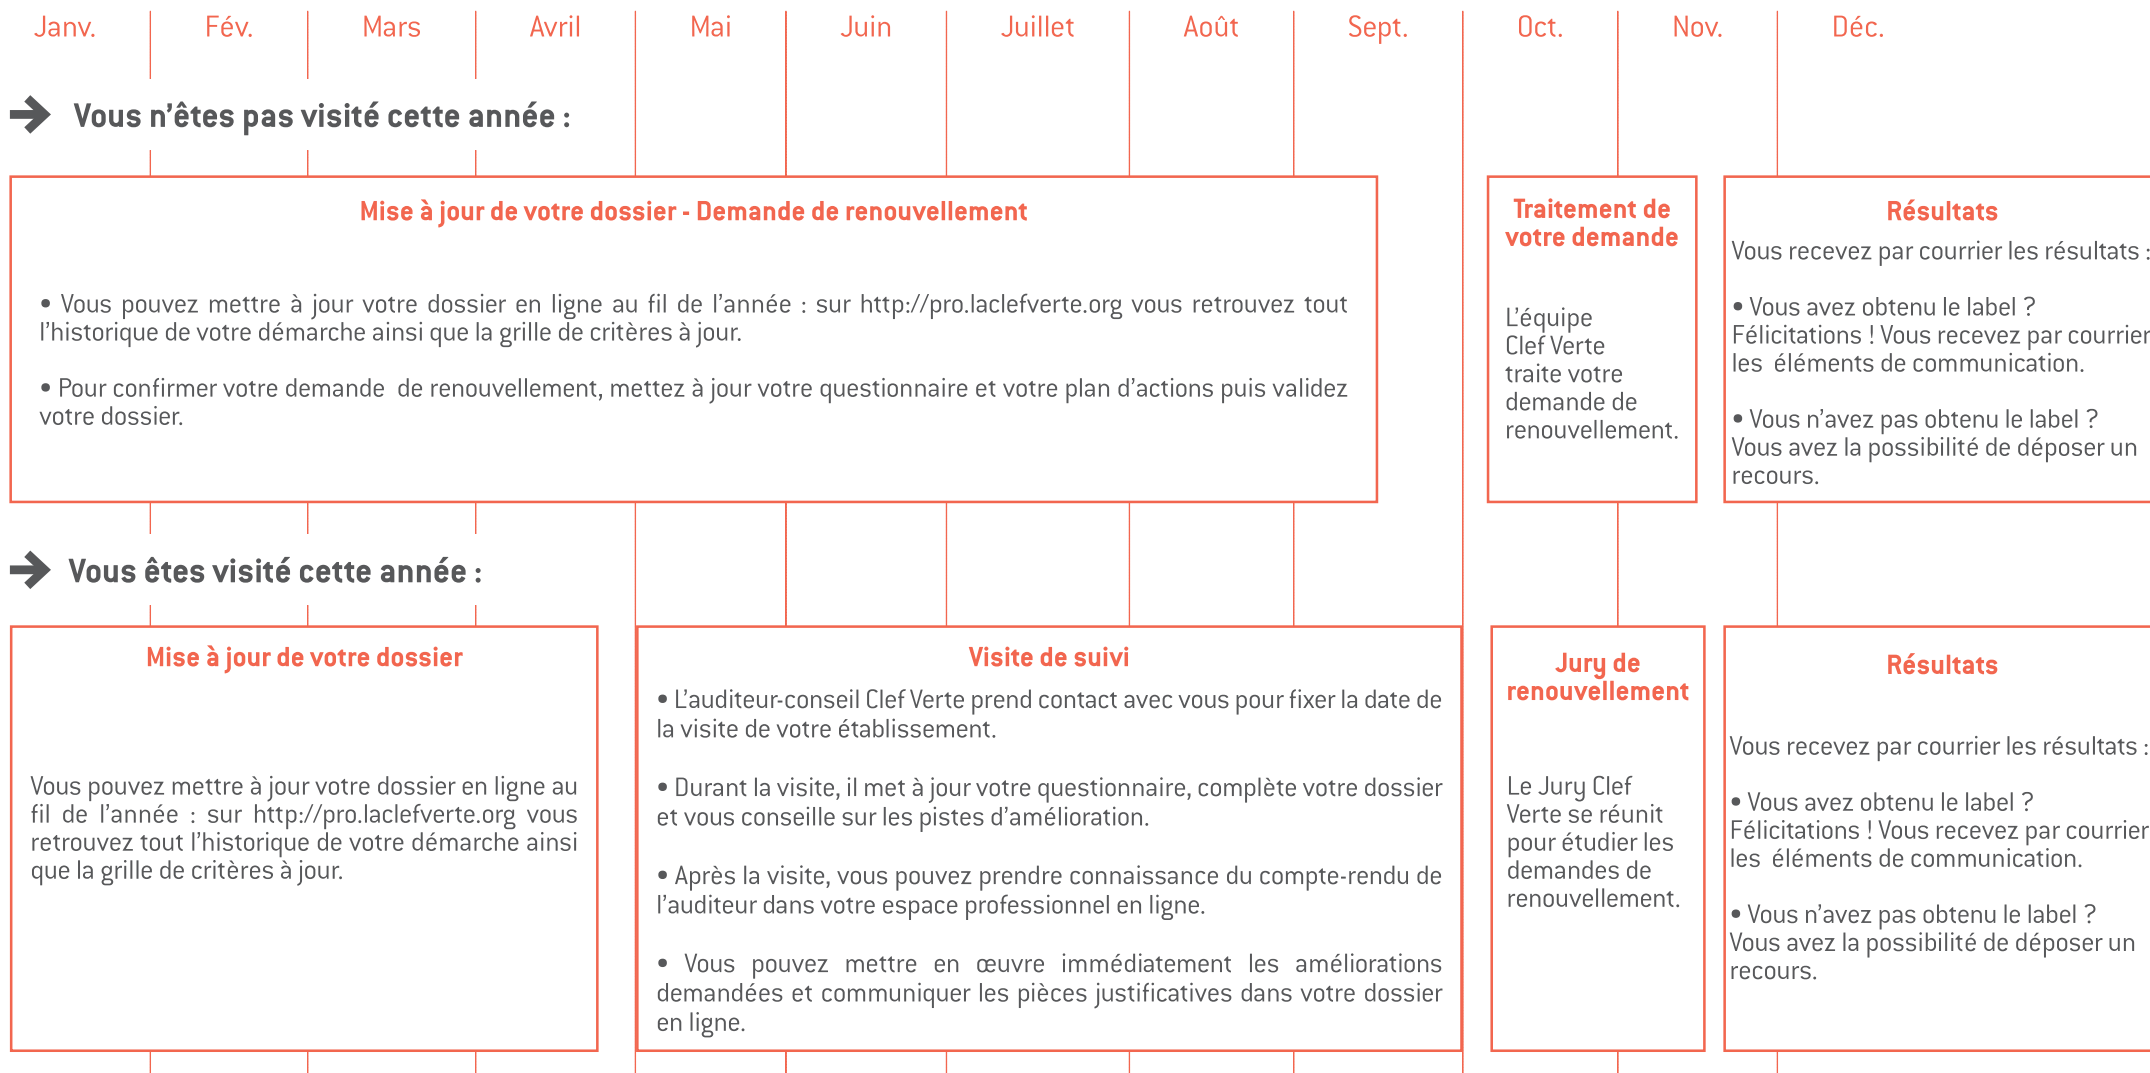 Janv. Fév. Mars Avril Mai Juin Juillet Août Sept. Oct. Nov. Déc.
Vous n’êtes pas visité cette année :
Mise à jour de votre dossier - Demande de renouvellement
• Vous pouvez mettre à jour votre dossier en ligne au fil de l’année : sur http://pro.laclefverte.org vous retrouvez tout
l’historique de votre démarche ainsi que la grille de critères à jour.
• Pour confirmer votre demande de renouvellement, mettez à jour votre questionnaire et votre plan d’actions puis validez
votre dossier.
Traitement de
votre demande
L’équipe
Clef Verte
traite votre
demande de
renouvellement.
Résultats
Vous recevez par courrier les résultats :
• Vous avez obtenu le label ?
Félicitations ! Vous recevez par courrier
les éléments de communication.
• Vous n’avez pas obtenu le label ?
Vous avez la possibilité de déposer un
recours.
Vous êtes visité cette année :
Mise à jour de votre dossier
Vous pouvez mettre à jour votre dossier en ligne au
fil de l’année : sur http://pro.laclefverte.org vous
retrouvez tout l’historique de votre démarche ainsi
que la grille de critères à jour.
Visite de suivi
• L’auditeur-conseil Clef Verte prend contact avec vous pour fixer la date de
la visite de votre établissement.
• Durant la visite, il met à jour votre questionnaire, complète votre dossier
et vous conseille sur les pistes d’amélioration.
• Après la visite, vous pouvez prendre connaissance du compte-rendu de
l’auditeur dans votre espace professionnel en ligne.
• Vous pouvez mettre en œuvre immédiatement les améliorations
demandées et communiquer les pièces justificatives dans votre dossier
en ligne.
Jury de
renouvellement
Le Jury Clef
Verte se réunit
pour étudier les
demandes de
renouvellement.
Résultats
Vous recevez par courrier les résultats :
• Vous avez obtenu le label ?
Félicitations ! Vous recevez par courrier
les éléments de communication.
• Vous n’avez pas obtenu le label ?
Vous avez la possibilité de déposer un
recours.